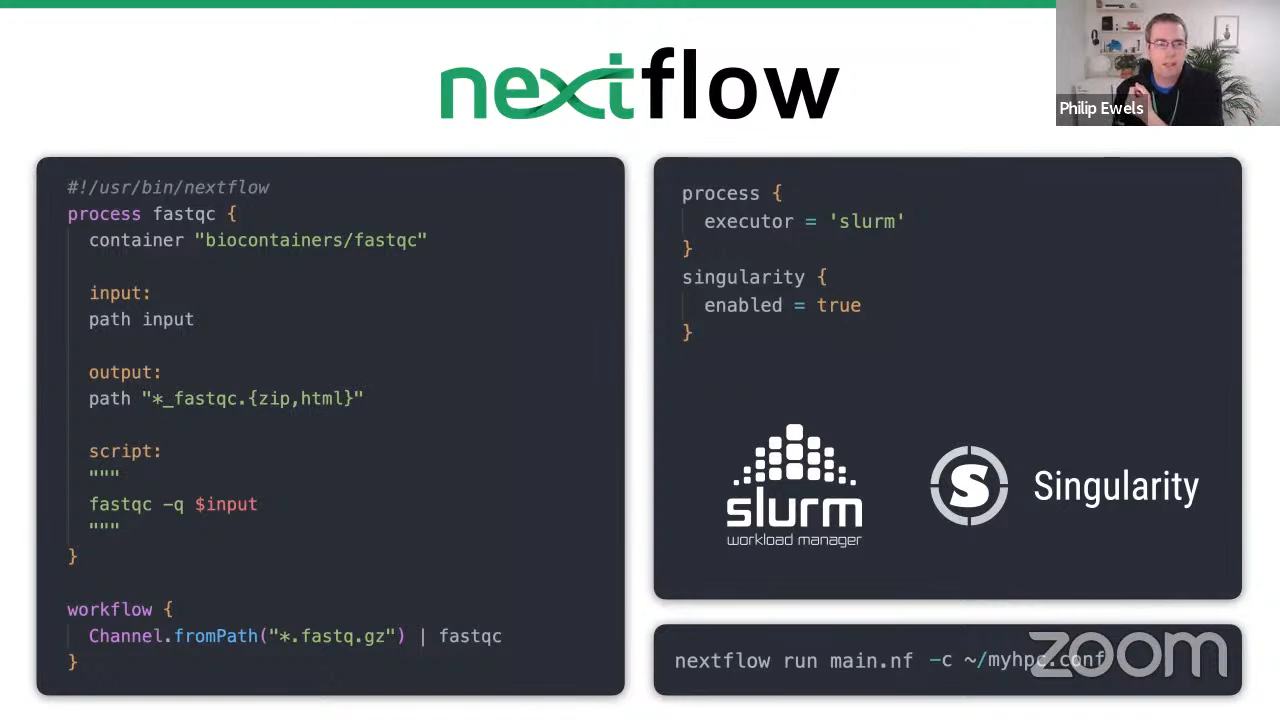 nextflow
Philip Ewels
#!/usr/bin/nextflow
process fastqc {
container "biocontainers/fastqc"
input:
path input
output:
path "*_fastqc.{zip,html}"
script:
"""
fastqc -q $input
"""
}
workflow {
Channel.fromPath("*.fastq.gz") | fastqc
}
process {
executor = 'slurm'
}
singularity {
enabled = true
}
slurm
workload manager
S
Singularity
nextflow run main.nf -c ~/myhpc.conf
zoom